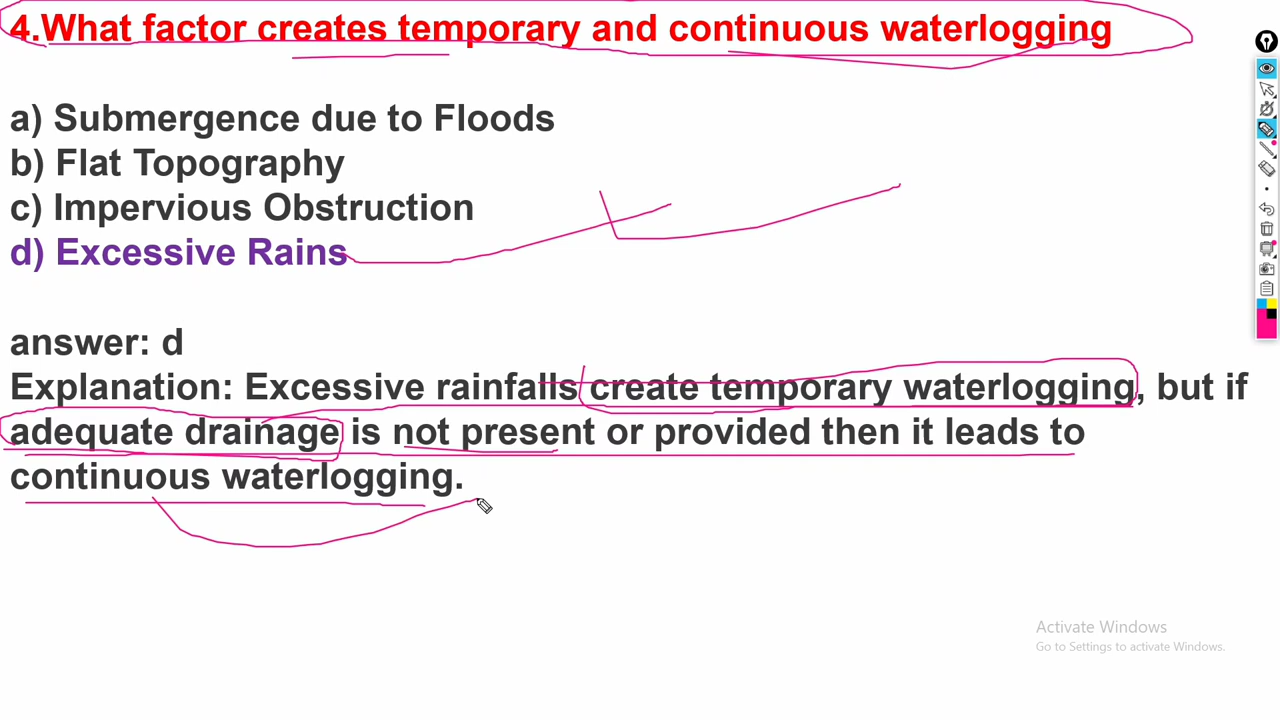 4.What factor creates temporary and continuous waterlogging
a) Submergence due to Floods
b) Flat Topography
c) Impervious Obstruction
d) Excessive Rains
answer: d
Explanation: Excessive rainfalls create temporary waterlogging, but if
adequate drainage is not present or provided then it leads to
continuous waterlogging.
Activate Windows
Go to Settings to activate Windows.